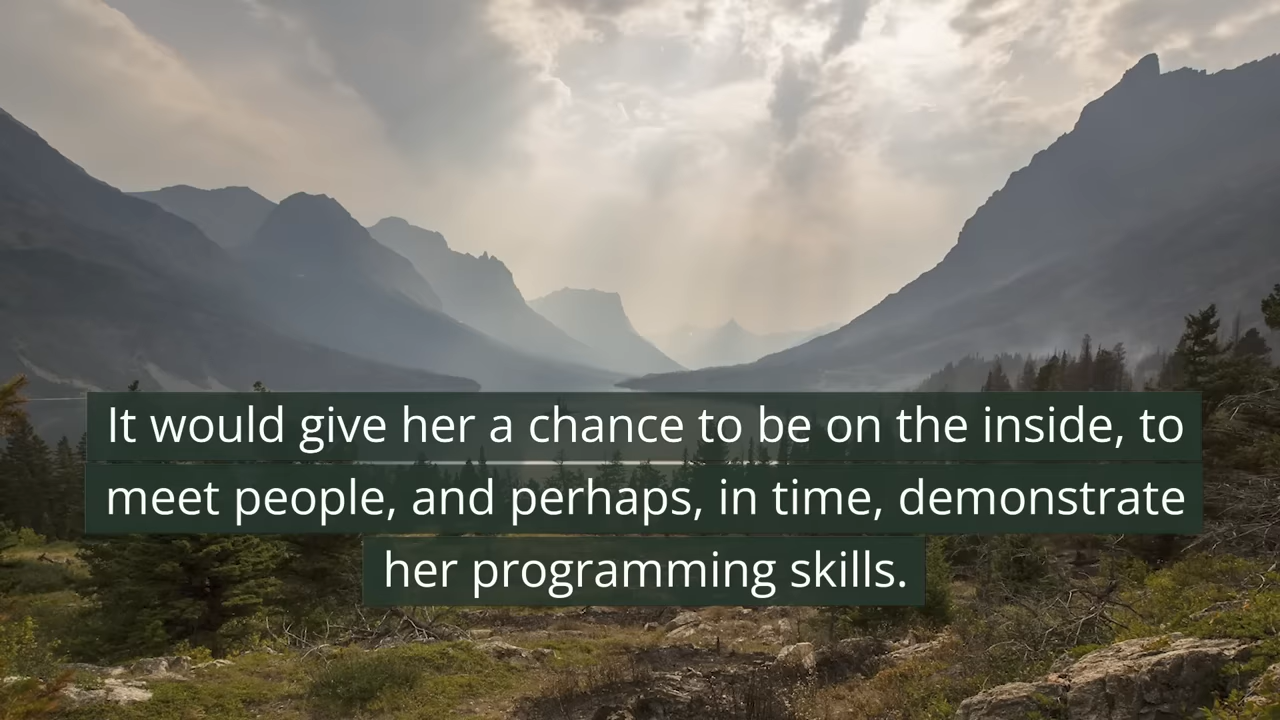 It would give her a chance to be on the inside, to
meet people, and perhaps, in time, demonstrate
her programming skills.